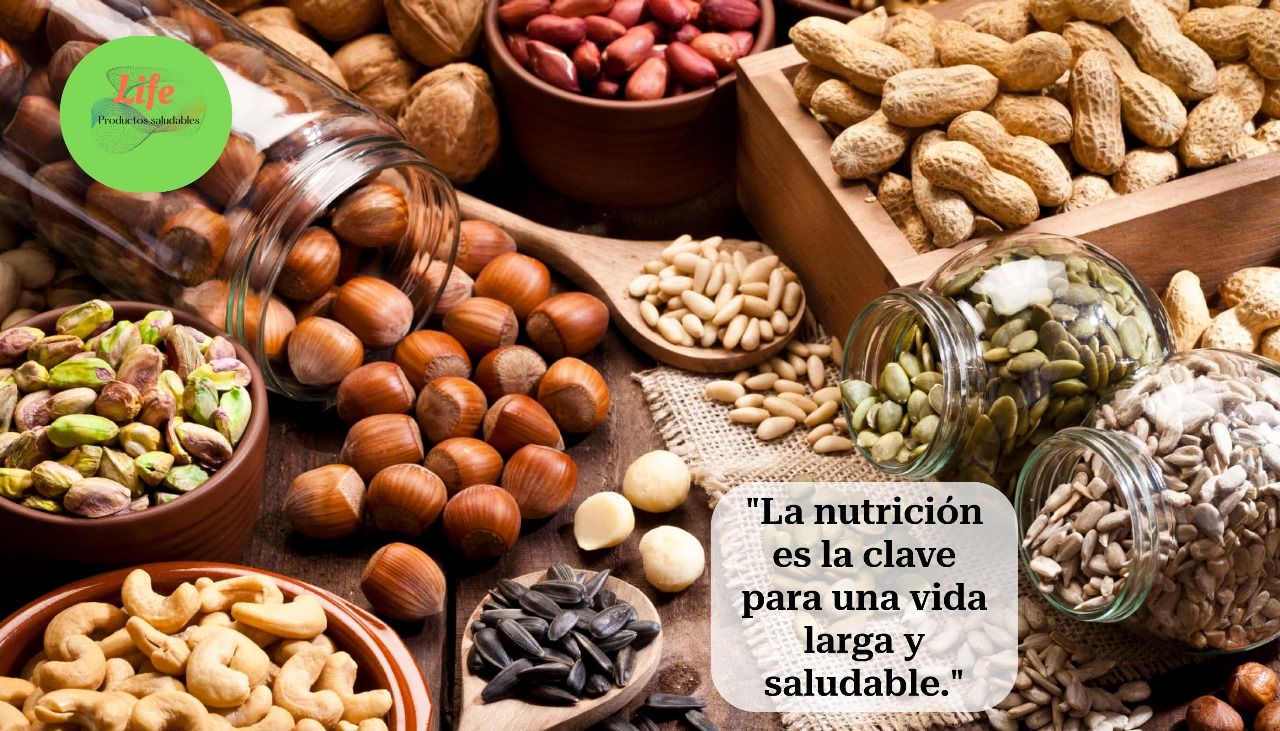 Life
Productos saludables
"La nutrición
es la clave
para una vida
larga y
saludable."